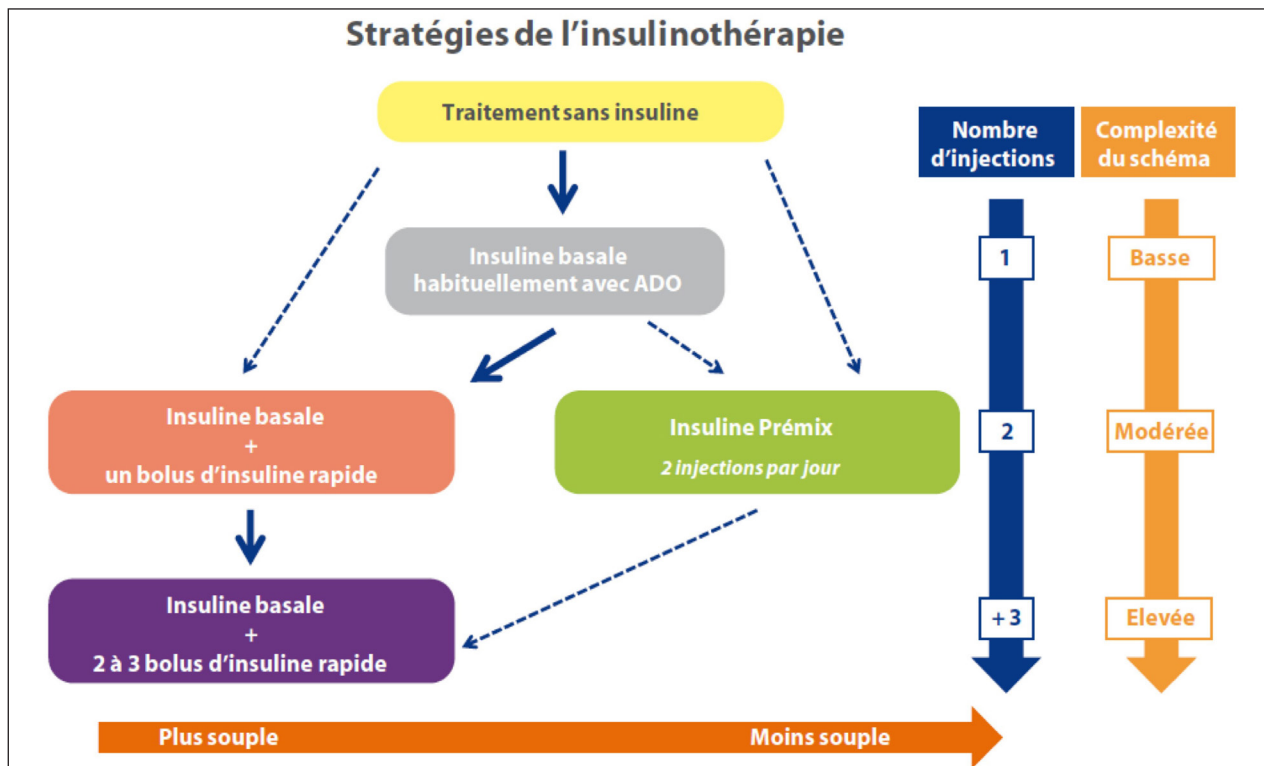 Stratégies de l'insulinothérapie
Traitement sans insuline
Nombre
d'injections
Complexité
du schéma
Insuline basale
habituellement avec ADO
1
Basse
Insuline basale
+
un bolus d'insuline rapide
Insuline Prémix
2 injections par jour
2
Modérée
Insuline basale
+
2 à 3 bolus d'insuline rapide
+ 3
Elevée
Plus souple
Moins souple